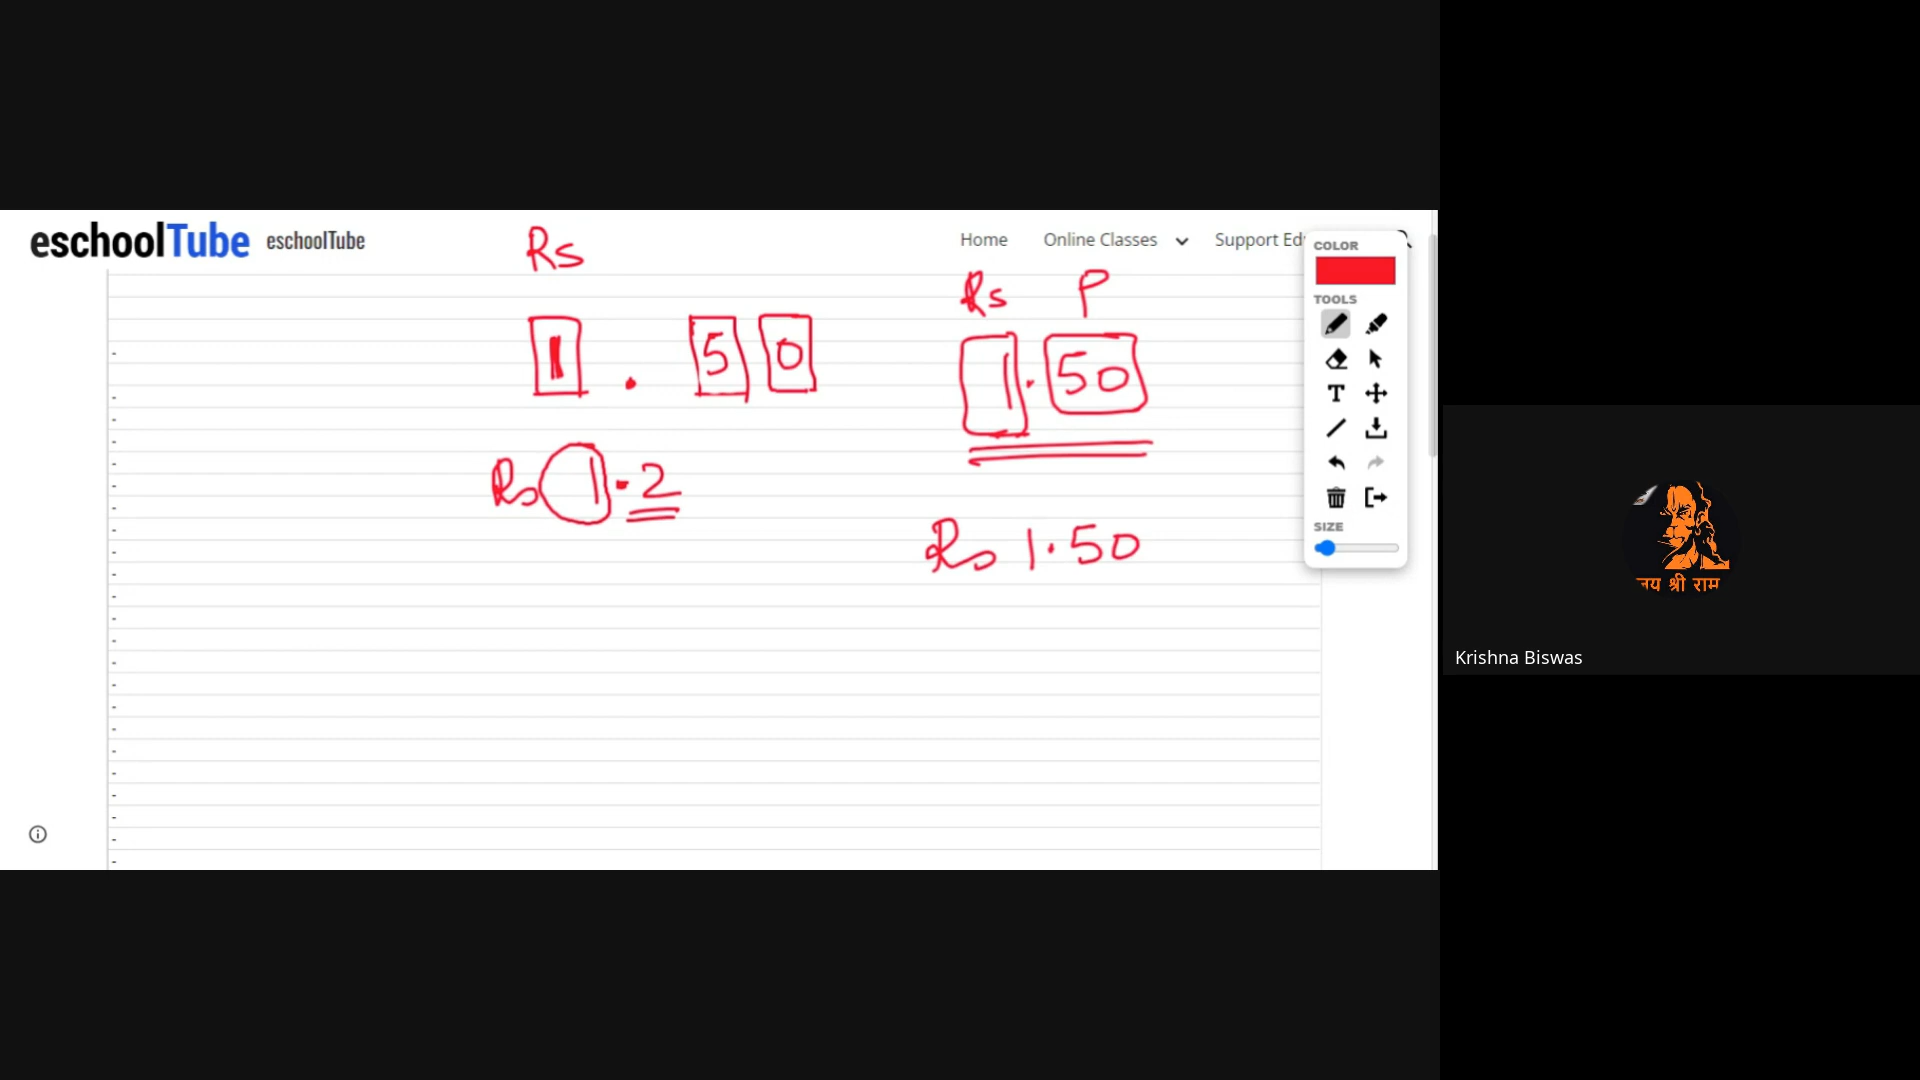 eschoolTube eschoolTube
Home Online Classes Support Ed
Rs
1 . 5 0
Rs 1.2
Rs P
1.50
Rs 1.50
COLOR
TOOLS
T
SIZE
जय श्री राम
Krishna Biswas